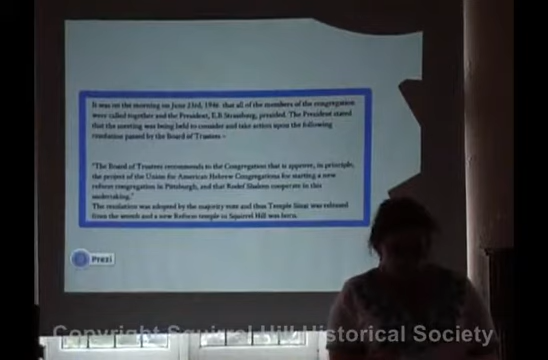 It was on the morning on June 23rd, 1946 that all of the members of the congregation
were called together and the President, E.B Strassburg, presided. The President stated
that the meeting was being held to consider and take action upon the following
resolution passed by the Board of Trustees -
"The Board of Trustees recommends to the Congregation that is approve, in principle,
the project of the Union for American Hebrew Congregations for starting a new
reform congregation in Pittsburgh, and that Rodef Shalom cooperate in this
undertaking."
The resolution was adopted by the majority vote and thus Temple Sinai was released
from the womb and a new Reform temple in Squirrel Hill was born.
Prezi
Copyright Squirrel Hill Historical Society